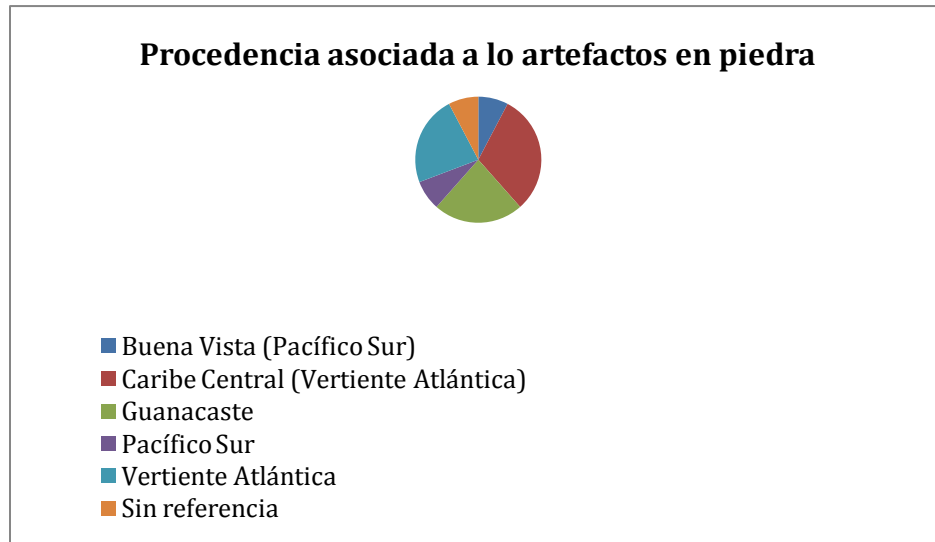 Procedencia asociada a lo artefactos en piedra
Buena Vista (Pacífico Sur)
Caribe Central (Vertiente Atlántica)
Guanacaste
Pacífico Sur
Vertiente Atlántica
Sin referencia